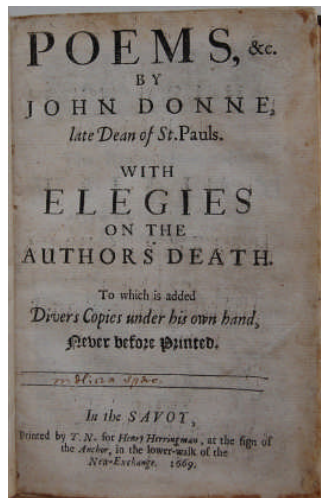 POEMS, &c.
BY
JOHN DONNE,
late Dean of St. Pauls.
WITH
ELEGIES
ON THE
AUTHORS DEATH.
To which is added
Divers Copies under his own hand,
Never before Printed.
In the SAVOY,
Printed by T. N. for Henry Herringman, at the sign of
the Anchor, in the lower-walk of the
New-Exchange. 1669.